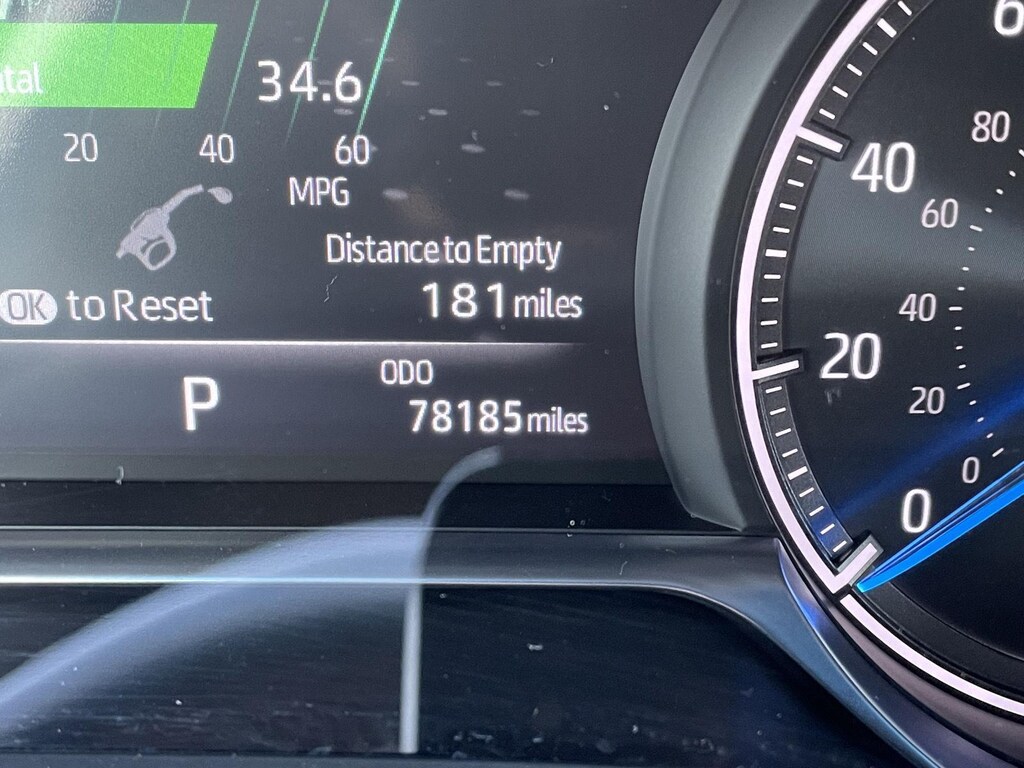 34.6
20 40 60
MPG
Distance to Empty
OK to Reset
181 miles
ODO
P
78185 miles
40
20
0
80
60
40
20
0